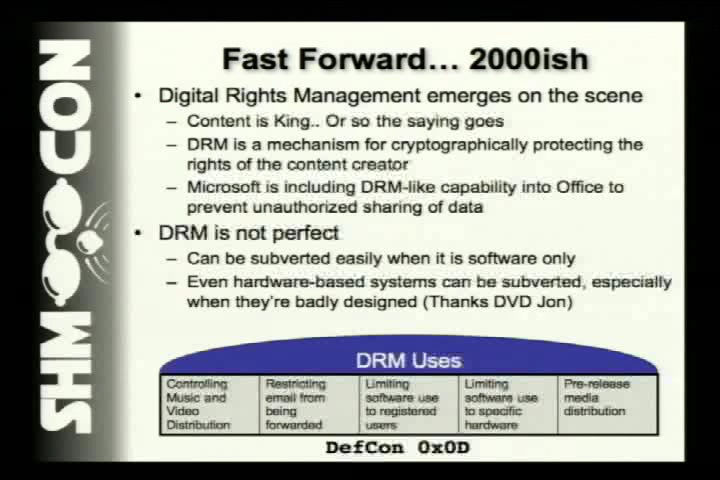 SHMOOCON
Fast Forward... 2000ish
• Digital Rights Management emerges on the scene
– Content is King.. Or so the saying goes
– DRM is a mechanism for cryptographically protecting the
rights of the content creator
– Microsoft is including DRM-like capability into Office to
prevent unauthorized sharing of data
• DRM is not perfect
– Can be subverted easily when it is software only
– Even hardware-based systems can be subverted, especially
when they're badly designed (Thanks DVD Jon)
DRM Uses
Controlling
Music and
Video
Distribution
Restricting
email from
being
forwarded
Limiting
software use
to registered
users
Limiting
software use
to specific
hardware
Pre-release
media
distribution
DefCon 0x0D